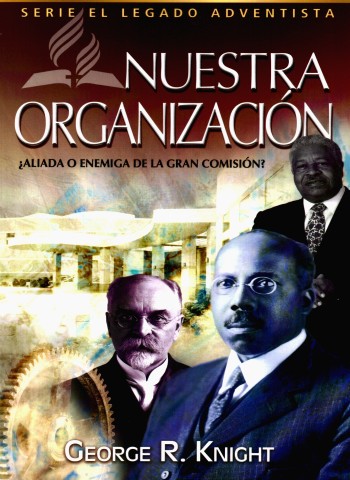 SERIE EL LEGADO ADVENTISTA
NUESTRA
ORGANIZACIÓN
¿ALIADA O ENEMIGA DE LA GRAN COMISIÓN?
GEORGE R. KNIGHT